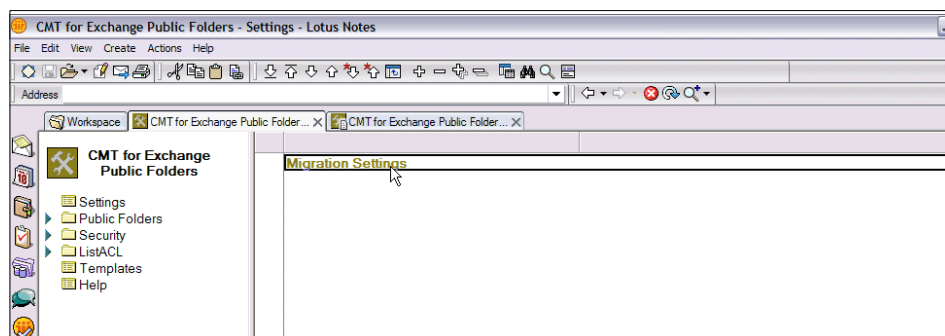 CMT for Exchange Public Folders - Settings - Lotus Notes
File Edit View Create Actions Help
Address
Workspace CMT for Exchange Public Folder... CMT for Exchange Public Folder...
CMT for Exchange
Public Folders
Migration Settings
Settings
Public Folders
Security
ListACL
Templates
Help